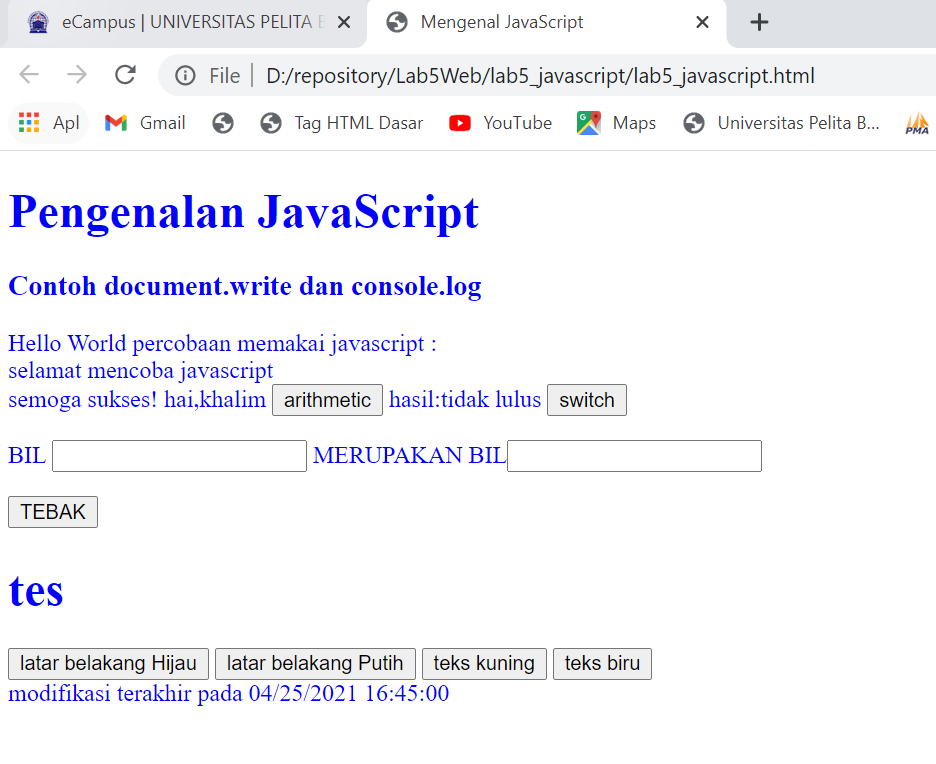 eCampus | UNIVERSITAS PELITA Mengenal JavaScript
File D:/repository/Lab5Web/lab5_javascript/lab5_javascript.html
Apl Gmail Tag HTML Dasar YouTube Maps Universitas Pelita B... PMA
Pengenalan JavaScript
Contoh document.write dan console.log
Hello World percobaan memakai javascript :
selamat mencoba javascript
semoga sukses! hai,khalim arithmetic hasil:tidak lulus switch
BIL MERUPAKAN BIL
TEBAK
tes
latar belakang Hijau latar belakang Putih teks kuning teks biru
modifikasi terakhir pada 04/25/2021 16:45:00